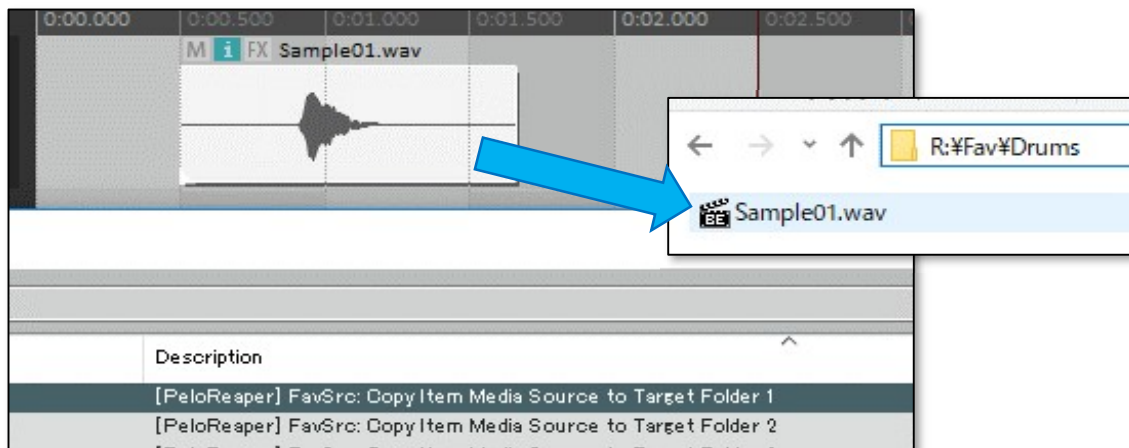 0:00.000 0:00.500 0:01.000 0:01.500 0:02.000 0:02.500
M i FX Sample01.wav
R:¥Fav¥Drums
BE Sample01.wav
Description
[PeloReaper] FavSrc: Copy Item Media Source to Target Folder 1
[PeloReaper] FavSrc: Copy Item Media Source to Target Folder 2